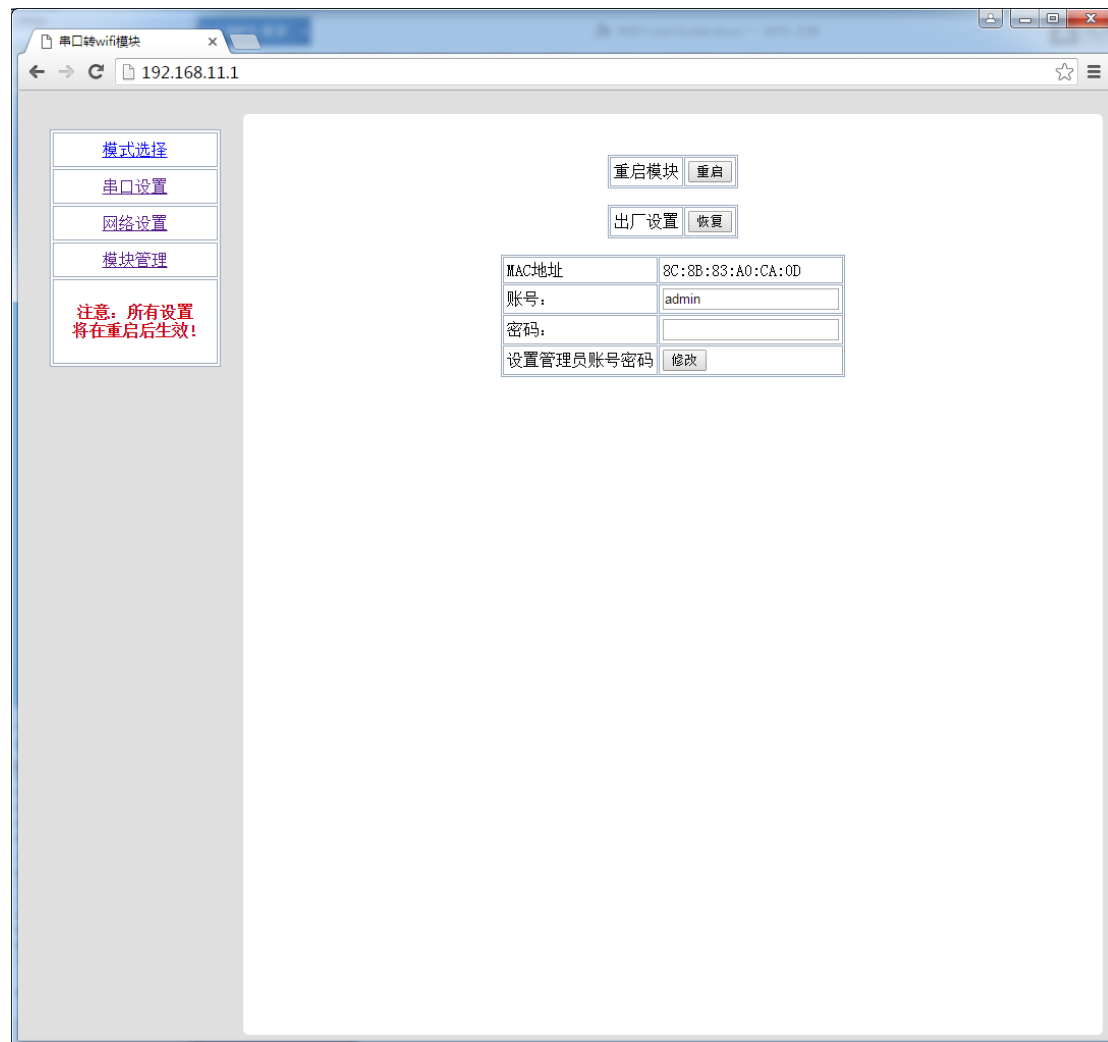 串口转wifi模块
192.168.11.1
模式选择
串口设置
网络设置
模块管理
注意：所有设置
将在重启后生效!
重启模块 重启
出厂设置 恢复
MAC地址 8C:8B:83:A0:CA:0D
账号： admin
密码：
设置管理员账号密码 修改